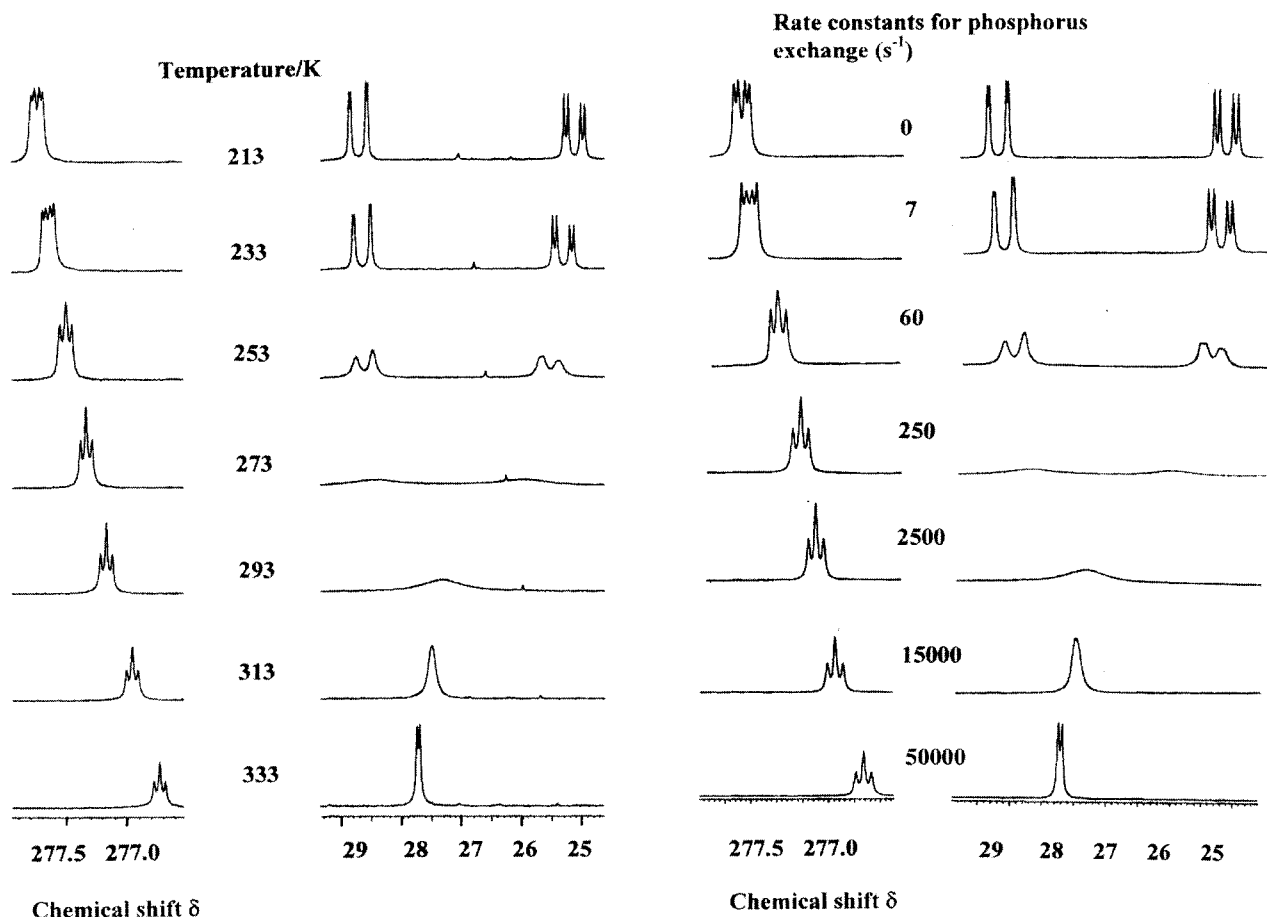 Temperature/K
213
233
253
273
293
313
333
277.5 277.0
29 28 27 26 25
Chemical shift δ
Rate constants for phosphorus
exchange (s⁻¹)
0
7
60
250
2500
15000
50000
277.5 277.0
29 28 27 26 25
Chemical shift δ